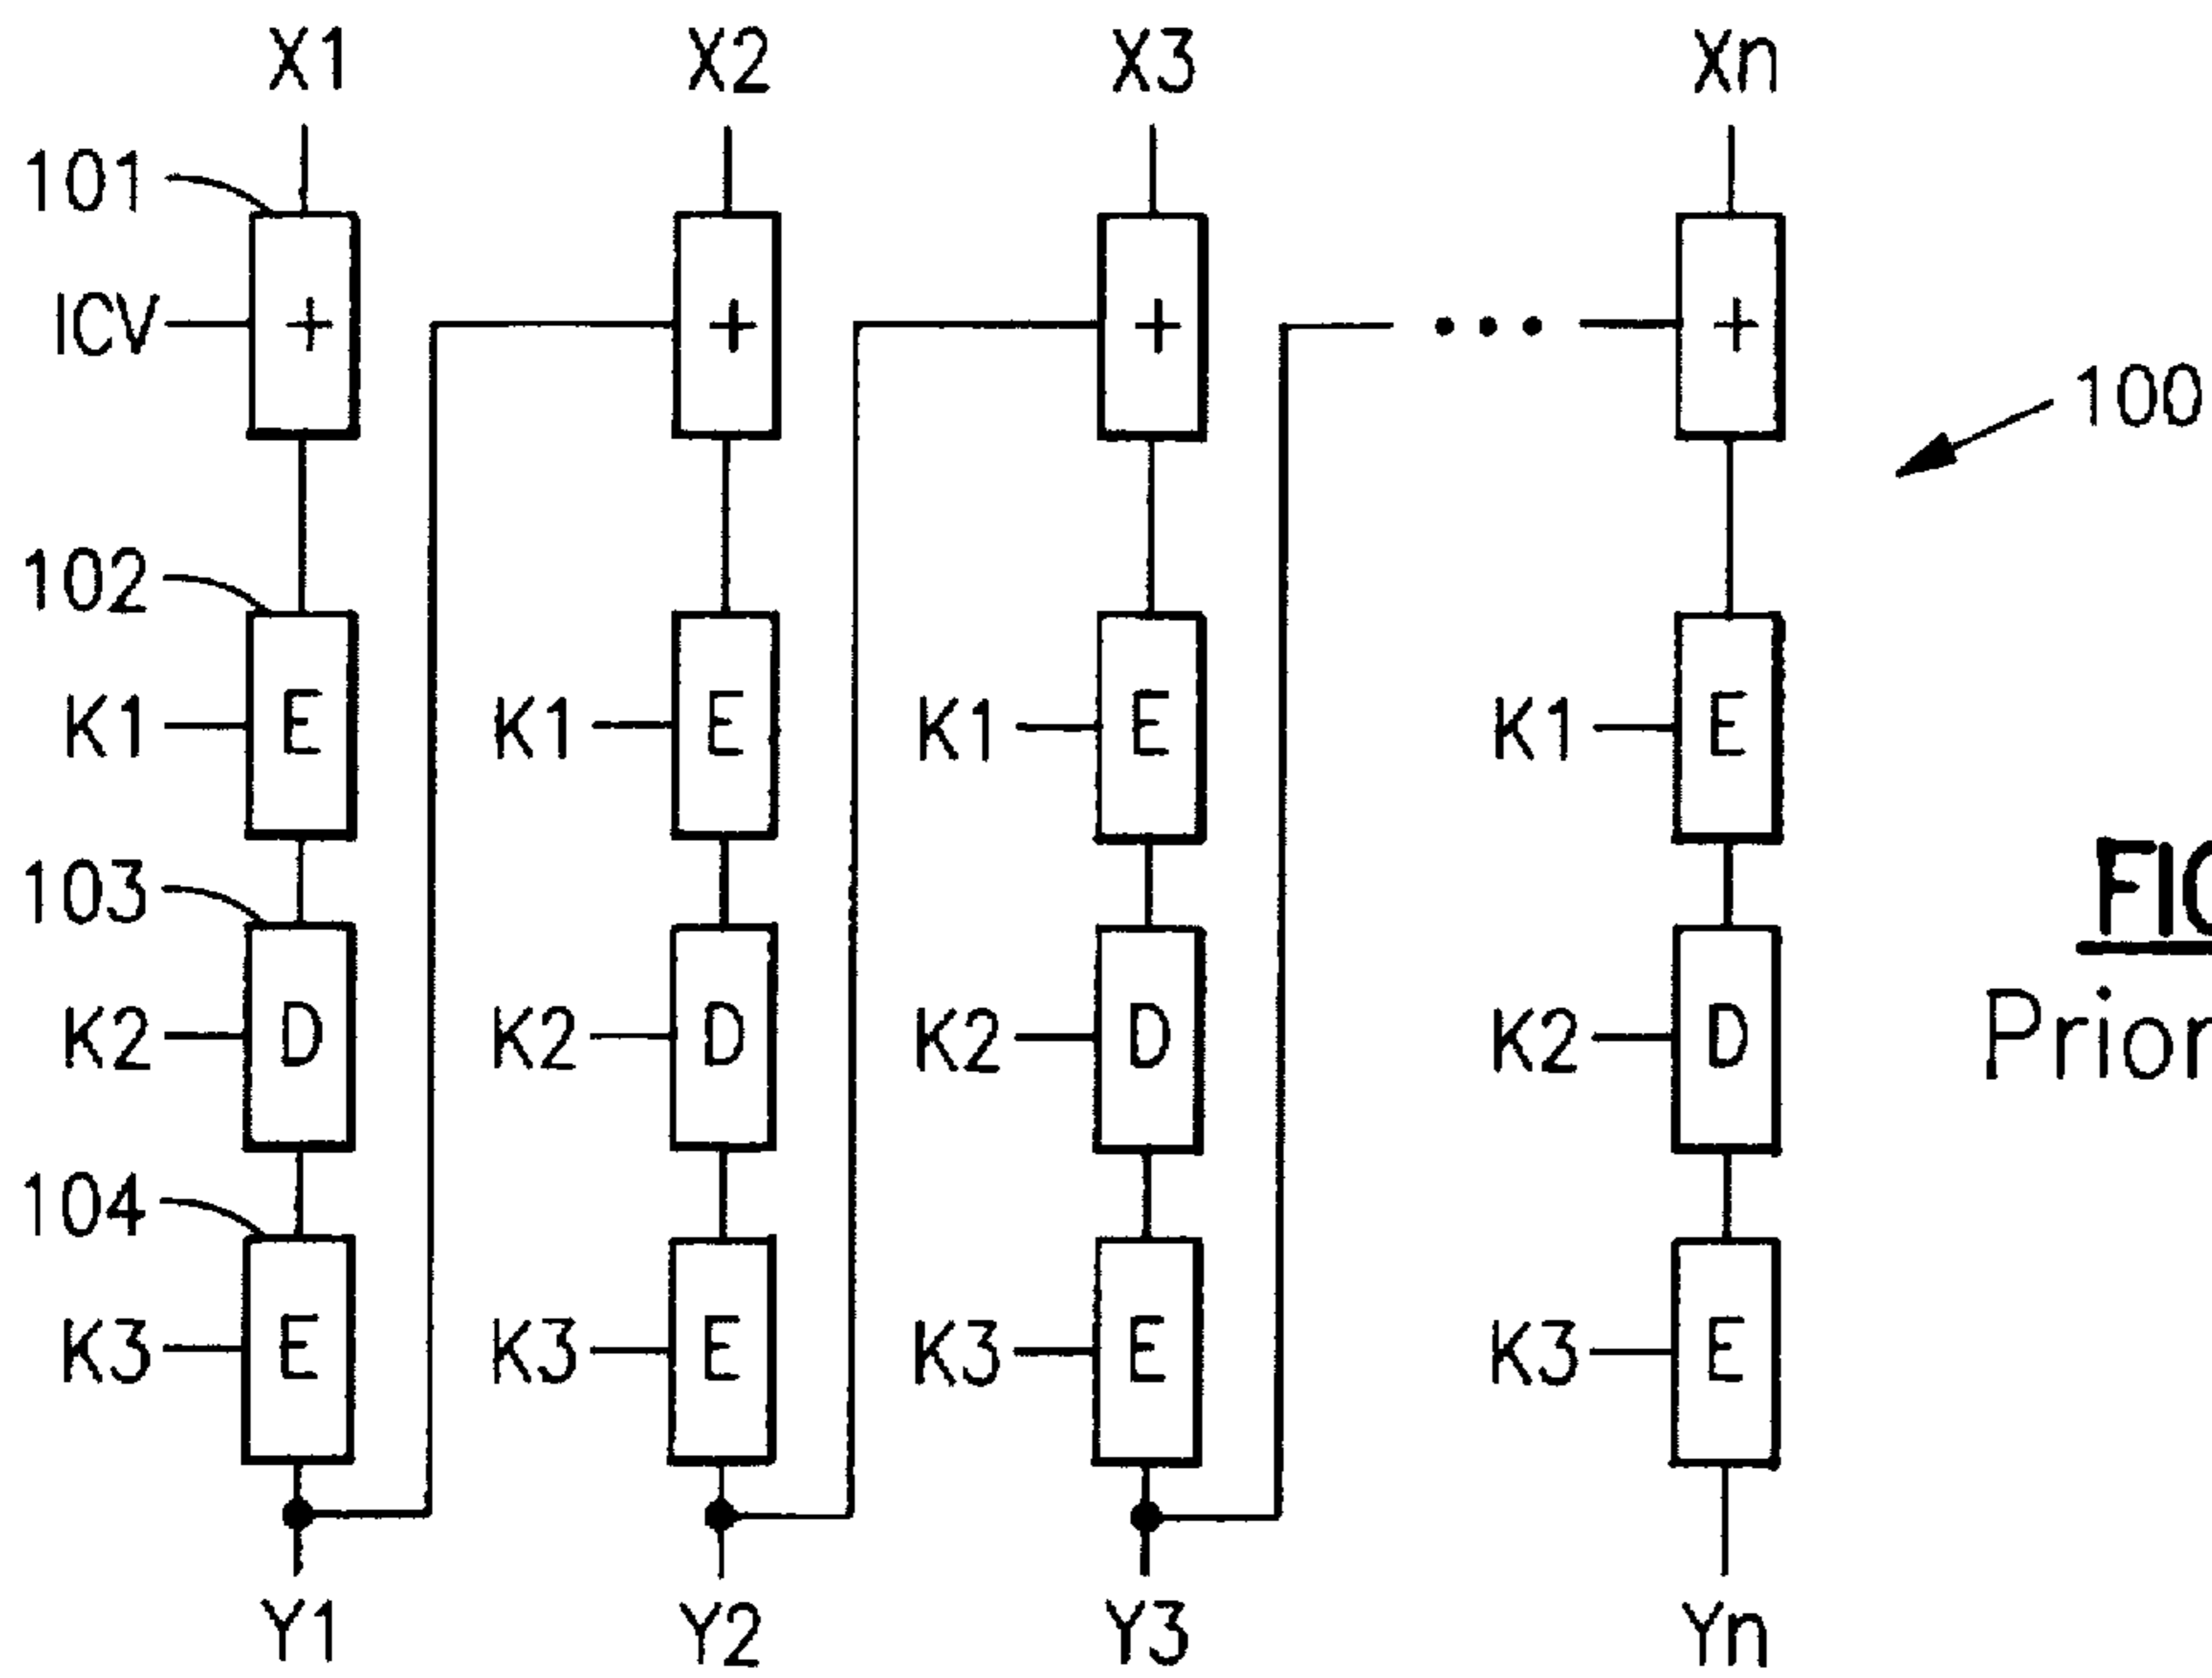 X1 X2 X3 Xn
101
ICV + + + • • • +
100
102
K1 E K1 E K1 E K1 E
103
K2 D K2 D K2 D K2 D
Prior
104
K3 E K3 E K3 E K3 E
Y1 Y2 Y3 Yn